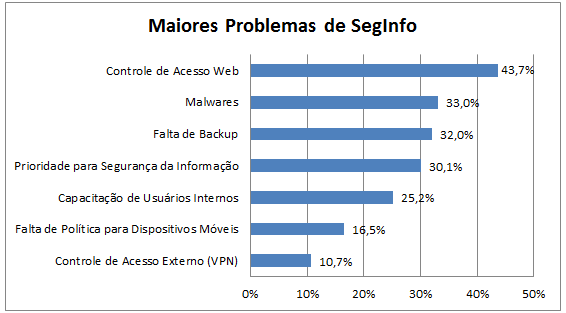 Maiores Problemas de SegInfo
Controle de Acesso Web
43,7%
Malwares
33,0%
Falta de Backup
32,0%
Prioridade para Segurança da Informação
30,1%
Capacitação de Usuários Internos
25,2%
Falta de Política para Dispositivos Móveis
16,5%
Controle de Acesso Externo (VPN)
10,7%
0% 10% 20% 30% 40% 50%